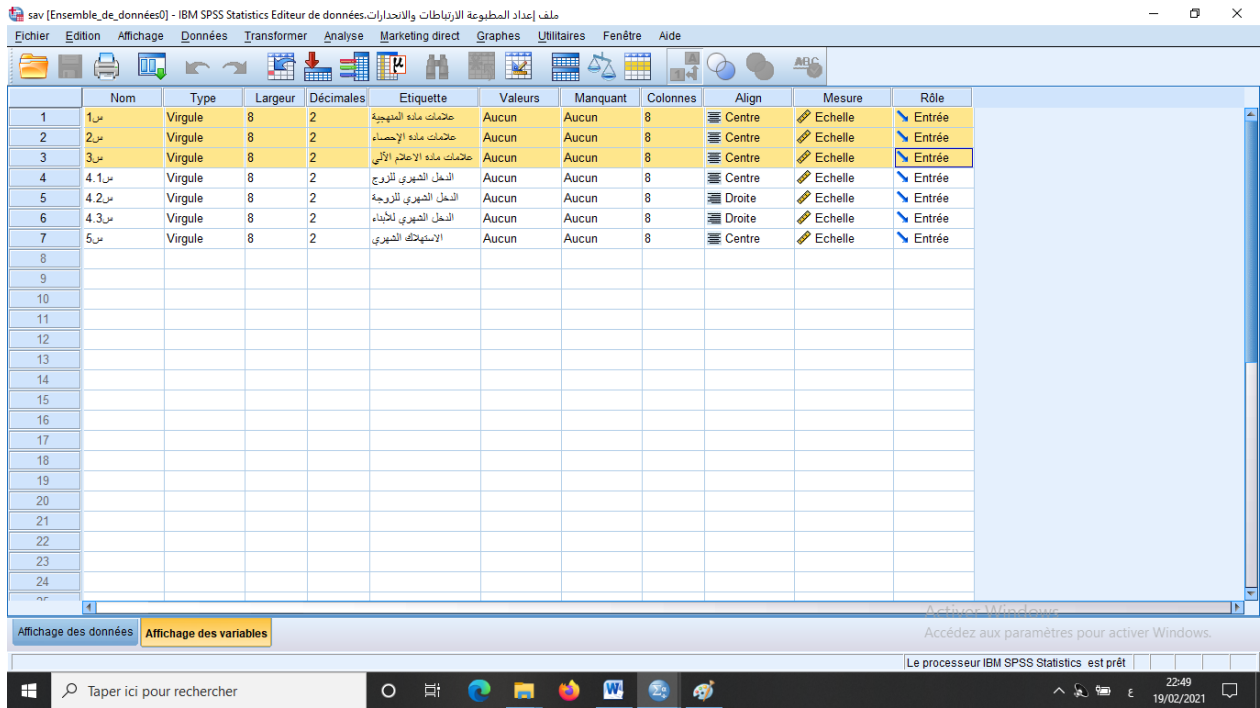 ملف إعداد المطبوعة الارتباطات والانحدارات.sav [Ensemble_de_données0] - IBM SPSS Statistics Editeur de données
Fichier Edition Affichage Données Transformer Analyse Marketing direct Graphes Utilitaires Fenêtre Aide
Nom Type Largeur Décimales Etiquette Valeurs Manquant Colonnes Align Mesure Rôle
1 س1 Virgule 8 2 علامات ماده المنهجية Aucun Aucun 8 Centre Echelle Entrée
2 س2 Virgule 8 2 علامات ماده الإحصاء Aucun Aucun 8 Centre Echelle Entrée
3 س3 Virgule 8 2 علامات ماده الاعلام الآلي Aucun Aucun 8 Centre Echelle Entrée
4 س4.1 Virgule 8 2 الدخل الشهري للزوج Aucun Aucun 8 Centre Echelle Entrée
5 س4.2 Virgule 8 2 الدخل الشهري للزوجة Aucun Aucun 8 Droite Echelle Entrée
6 س4.3 Virgule 8 2 الدخل الشهري للأبناء Aucun Aucun 8 Droite Echelle Entrée
7 س5 Virgule 8 2 الاستهلاك الشهري Aucun Aucun 8 Centre Echelle Entrée
8
9
10
11
12
13
14
15
16
17
18
19
20
21
22
23
24
Activer Windows
Affichage des données Affichage des variables Accédez aux paramètres pour activer Windows.
Le processeur IBM SPSS Statistics est prêt
Taper ici pour rechercher ع 22:49
19/02/2021